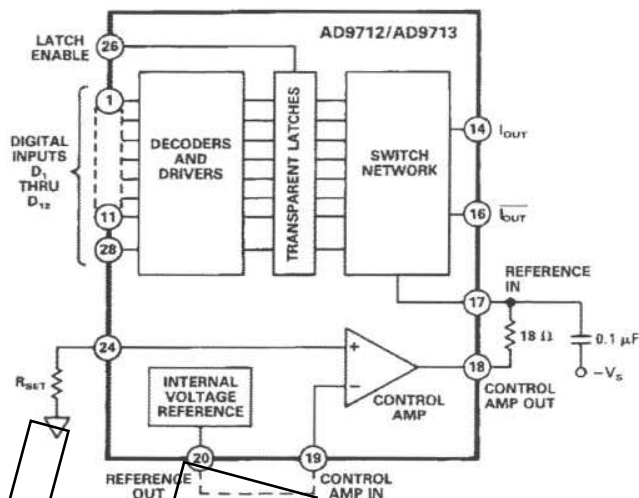 AD9712/AD9713
LATCH
ENABLE
26
1
DIGITAL
INPUTS
D1
THRU
D12
11
28
DECODERS
AND
DRIVERS
TRANSPARENT LATCHES
SWITCH
NETWORK
14 IOUT
16 IOUT
REFERENCE
IN
17
18 Ω
0.1 μF
-VS
18
CONTROL
AMP OUT
24
RSET
+
−
CONTROL
AMP
INTERNAL
VOLTAGE
REFERENCE
20
19
REFERENCE
OUT
CONTROL
AMP IN